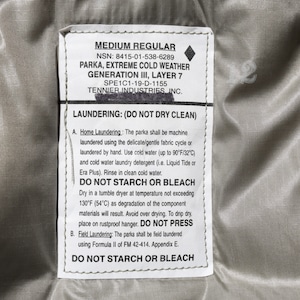 MEDIUM REGULAR
NSN: 8415-01-538-6289
PARKA, EXTREME COLD WEATHER
GENERATION III, LAYER 7
SPE1C1-19-D-1155
TENNIER INDUSTRIES, INC.
LAUNDERING: (DO NOT DRY CLEAN)
A. Home Laundering: The parka shall be machine
laundered using the delicate/gentle fabric cycle or
laundered by hand. Use cold water (up to 90°F/32°C)
and cold water laundry detergent (i.e. Liquid Tide or
Era Plus). Rinse in clean cold water.
DO NOT STARCH OR BLEACH
Dry in a tumble dryer at temperature not exceeding
130°F (54°C) as degradation of the component
materials will result. Avoid over drying. To drip dry,
place on rustproof hanger. DO NOT PRESS
B. Field Laundering: The parka shall be field laundered
using Formula II of FM 42-414, Appendix E.
DO NOT STARCH OR BLEACH